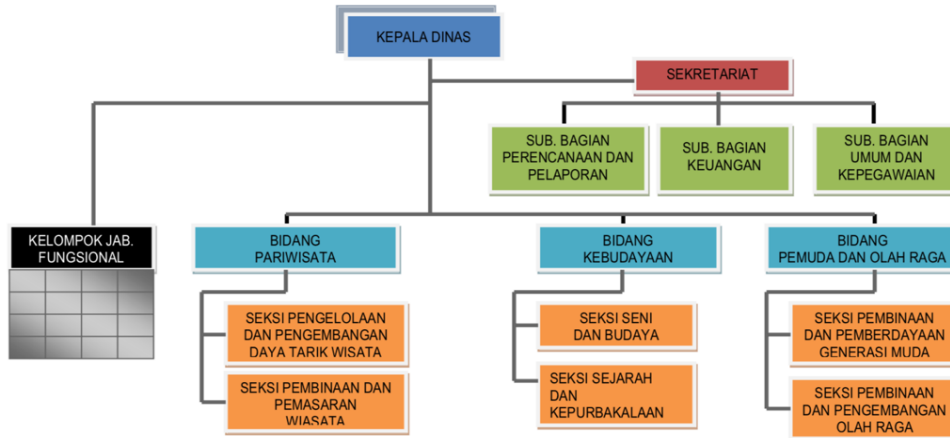 KEPALA DINAS
SEKRETARIAT
SUB. BAGIAN
PERENCANAAN DAN
PELAPORAN
SUB. BAGIAN
KEUANGAN
SUB. BAGIAN
UMUM DAN
KEPEGAWAIAN
KELOMPOK JAB.
FUNGSIONAL
BIDANG
PARIWISATA
SEKSI PENGELOLAAN
DAN PENGEMBANGAN
DAYA TARIK WISATA
SEKSI PEMBINAAN DAN
PEMASARAN
WIASATA
BIDANG
KEBUDAYAAN
SEKSI SENI
DAN BUDAYA
SEKSI SEJARAH
DAN
KEPURBAKALAAN
BIDANG
PEMUDA DAN OLAH RAGA
SEKSI PEMBINAAN
DAN PEMBERDAYAAN
GENERASI MUDA
SEKSI PEMBINAAN
DAN PENGEMBANGAN
OLAH RAGA